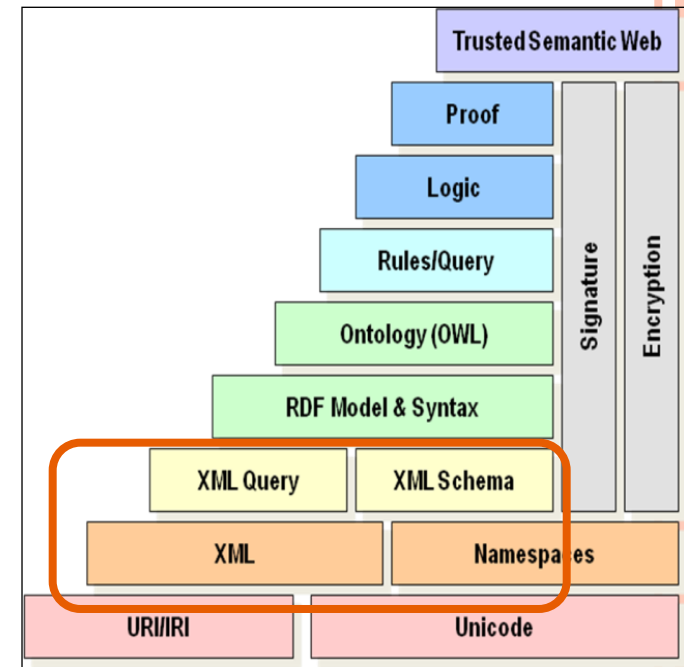 Trusted Semantic Web
Proof
Logic
Rules/Query
Ontology (OWL)
RDF Model & Syntax
Signature
Encryption
XML Query
XML Schema
XML
Namespaces
URI/IRI
Unicode